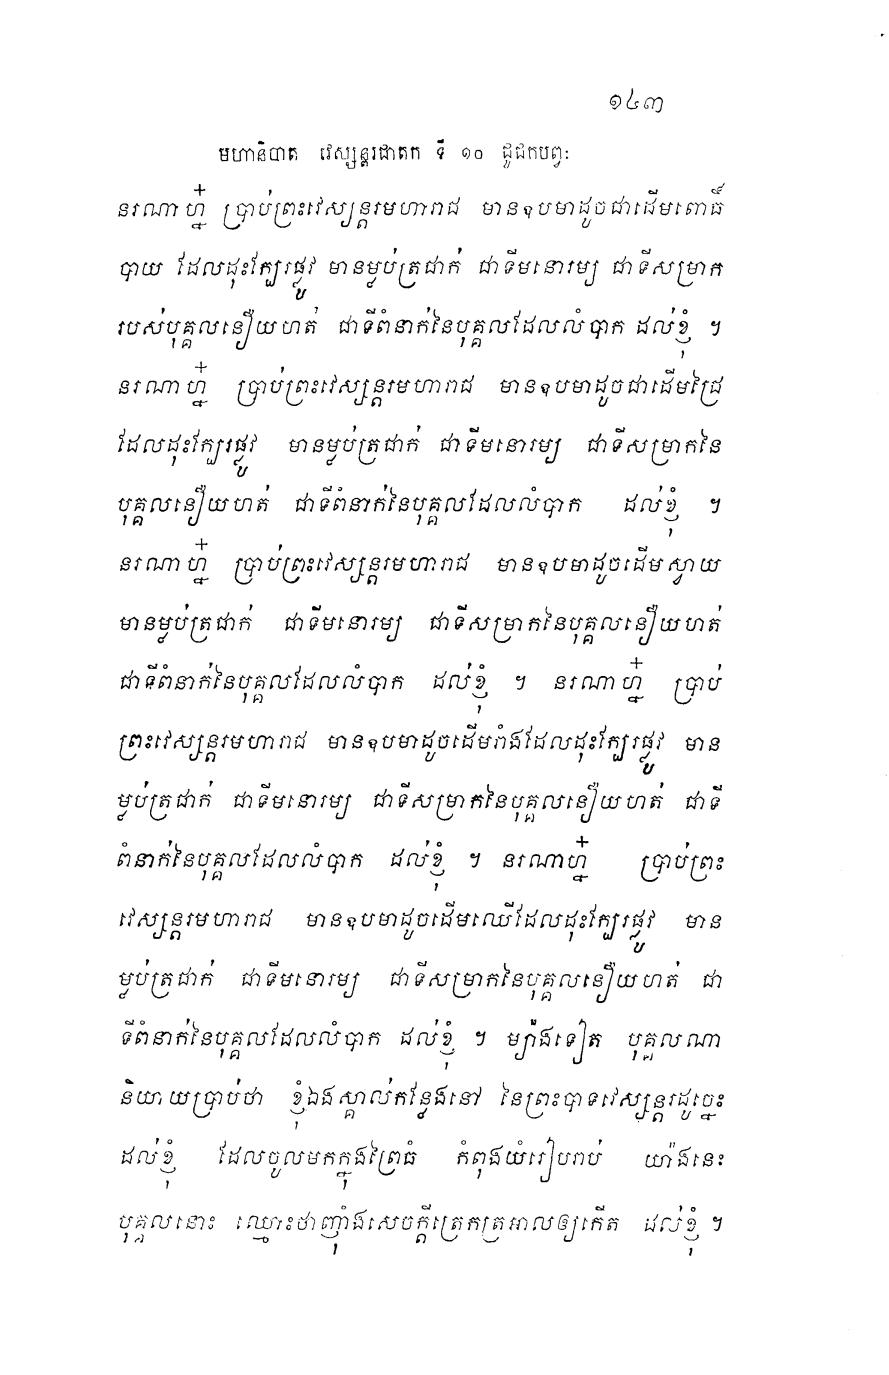 ១៤៣
មហានិបាត វេស្សន្តរជាតក ទី ១០ ជូជកបព្វៈ
នរណាហ្ន៎ ប្រាប់ព្រះវេស្សន្តរមហារាជ មានឧបមាដូចជាដើមពោធិ៍
បាយ ដែលដុះក្បែរផ្លូវ មានម្លប់ត្រជាក់ ជាទីមនោរម្យ ជាទីសម្រាក
របស់បុគ្គលនឿយហត់ ជាទីពំនាក់នៃបុគ្គលដែលលំបាក ដល់ខ្ញុំ ។
នរណាហ្ន៎ ប្រាប់ព្រះវេស្សន្តរមហារាជ មានឧបមាដូចជាដើមជ្រៃ
ដែលដុះក្បែរផ្លូវ មានម្លប់ត្រជាក់ ជាទីមនោរម្យ ជាទីសម្រាកនៃ
បុគ្គលនឿយហត់ ជាទីពំនាក់នៃបុគ្គលដែលលំបាក ដល់ខ្ញុំ ។
នរណាហ្ន៎ ប្រាប់ព្រះវេស្សន្តរមហារាជ មានឧបមាដូចដើមស្វាយ
មានម្លប់ត្រជាក់ ជាទីមនោរម្យ ជាទីសម្រាកនៃបុគ្គលនឿយហត់
ជាទីពំនាក់នៃបុគ្គលដែលលំបាក ដល់ខ្ញុំ ។ នរណាហ្ន៎ ប្រាប់
ព្រះវេស្សន្តរមហារាជ មានឧបមាដូចដើមរាំងដែលដុះក្បែរផ្លូវ មាន
ម្លប់ត្រជាក់ ជាទីមនោរម្យ ជាទីសម្រាកនៃបុគ្គលនឿយហត់ ជាទី
ពំនាក់នៃបុគ្គលដែលលំបាក ដល់ខ្ញុំ ។ នរណាហ្ន៎ ប្រាប់ព្រះ
វេស្សន្តរមហារាជ មានឧបមាដូចដើមឈើដែលដុះក្បែរផ្លូវ មាន
ម្លប់ត្រជាក់ ជាទីមនោរម្យ ជាទីសម្រាកនៃបុគ្គលនឿយហត់ ជា
ទីពំនាក់នៃបុគ្គលដែលលំបាក ដល់ខ្ញុំ ។ ម្យ៉ាងទៀត បុគ្គលណា
និយាយប្រាប់ថា ខ្ញុំឯងស្គាល់កន្លែងនៅ នៃព្រះបាទវេស្សន្តរដូច្នេះ
ដល់ខ្ញុំ ដែលចូលមកក្នុងព្រៃធំ កំពុងយំរៀបរាប់ យ៉ាងនេះ
បុគ្គលនោះ ឈ្មោះថាញ៉ាំងសេចក្ដីត្រេកត្រអាលឲ្យកើត ដល់ខ្ញុំ ។